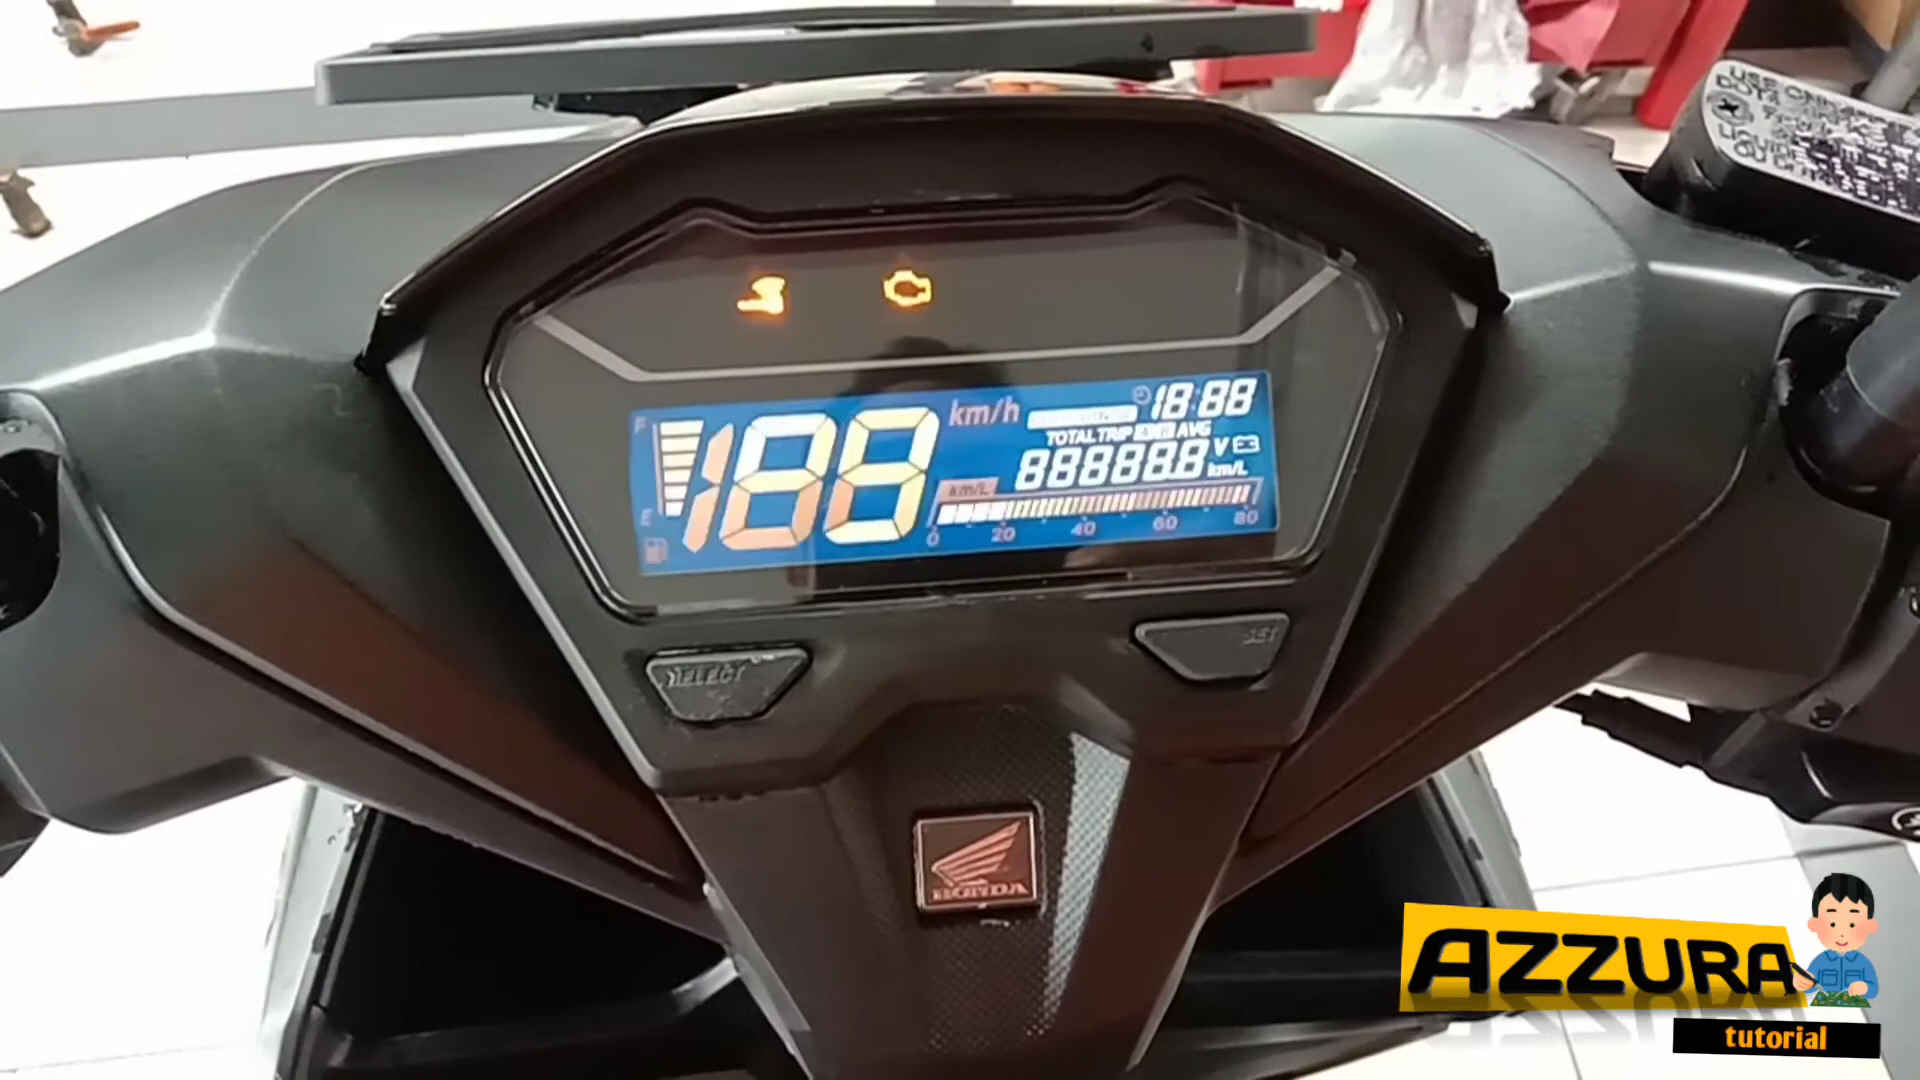 km/h
18:88
TOTAL TRIP AVG
188
888888
V
km/L
km/L
F
E
0 20 40 60 80
SELECT
SET
HONDA
AZZURA
tutorial